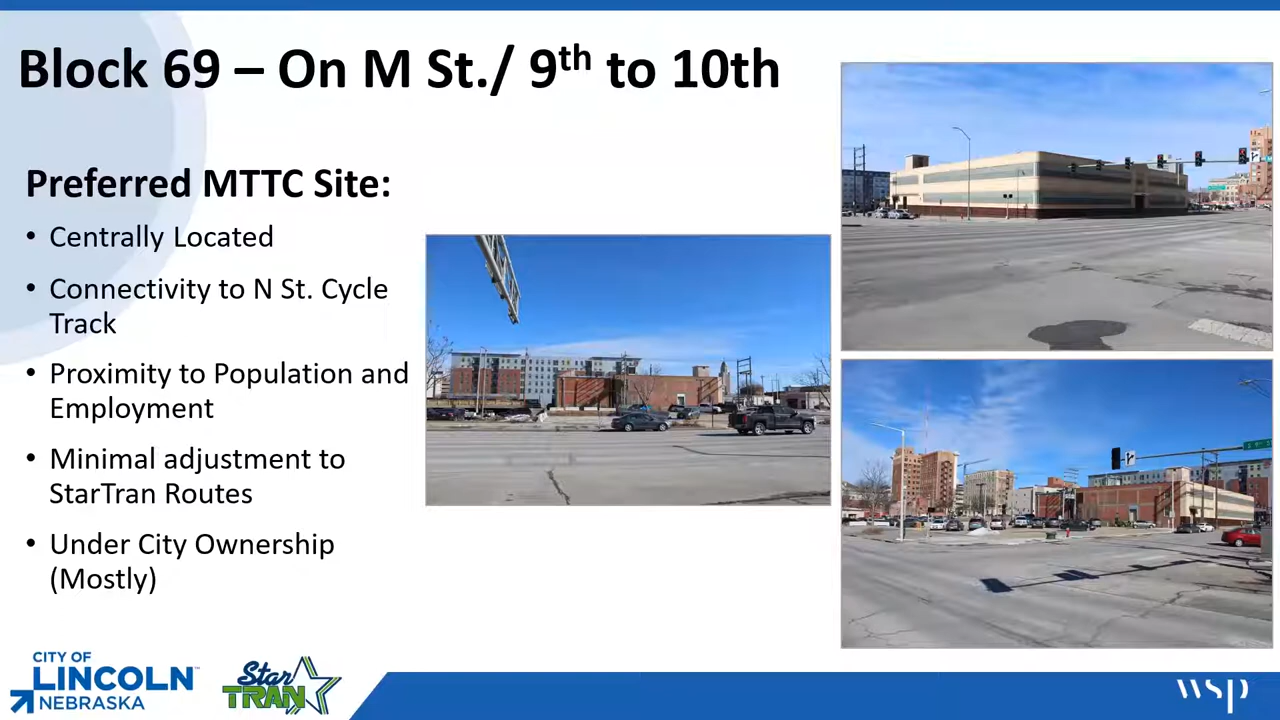 Block 69 – On M St./ 9th to 10th
Preferred MTTC Site:
• Centrally Located
• Connectivity to N St. Cycle
Track
• Proximity to Population and
Employment
• Minimal adjustment to
StarTran Routes
• Under City Ownership
(Mostly)
CITY OF
LINCOLN™
NEBRASKA
Star
TRAN
wsp